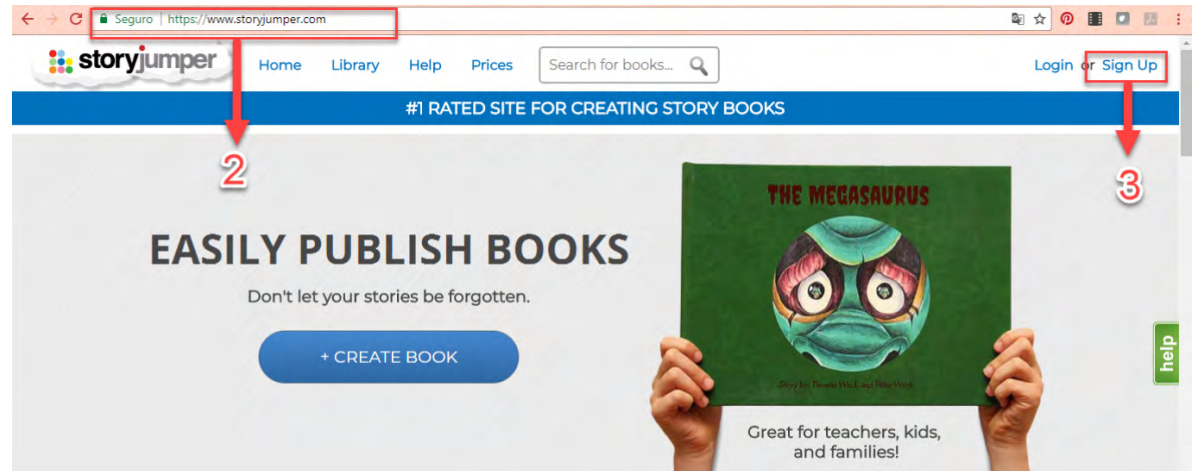 Seguro | https://www.storyjumper.com
storyjumper Home Library Help Prices Search for books... Login or Sign Up
#1 RATED SITE FOR CREATING STORY BOOKS
2
3
THE MEGASAURUS
EASILY PUBLISH BOOKS
Don't let your stories be forgotten.
+ CREATE BOOK
help
Great for teachers, kids,
and families!